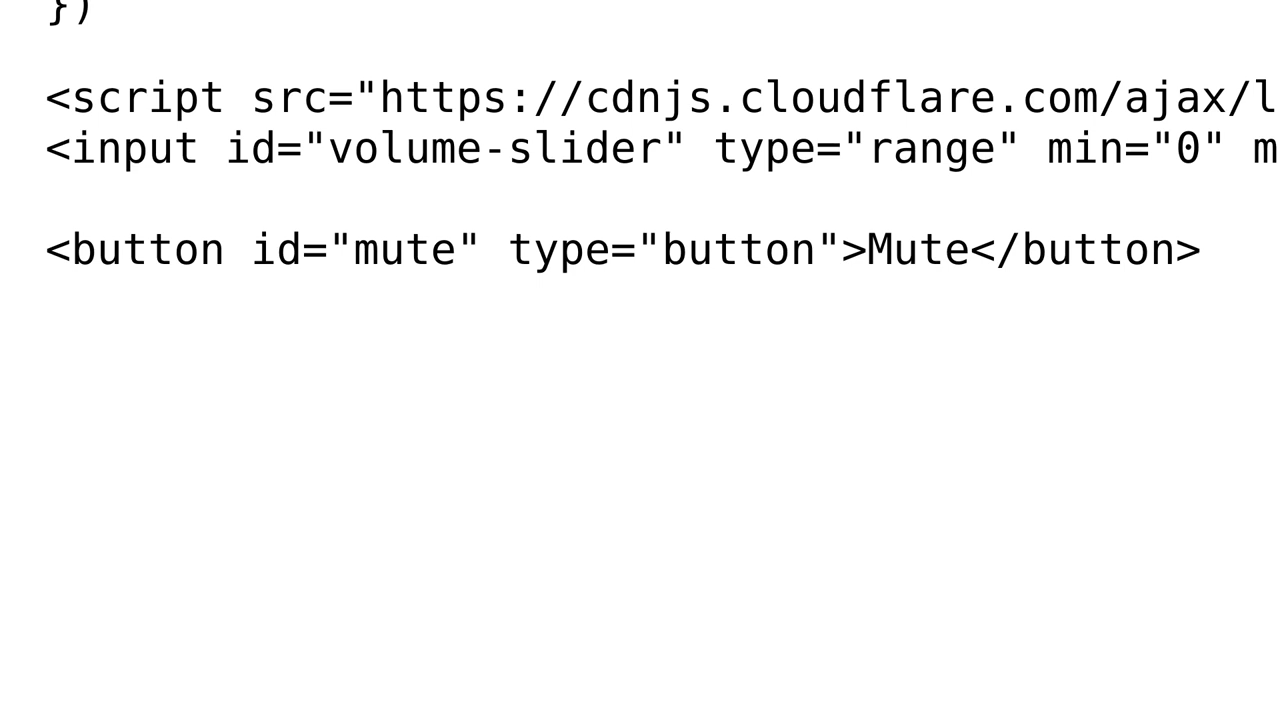 })
<script src="https://cdnjs.cloudflare.com/ajax/l
<input id="volume-slider" type="range" min="0" m
<button id="mute" type="button">Mute</button>